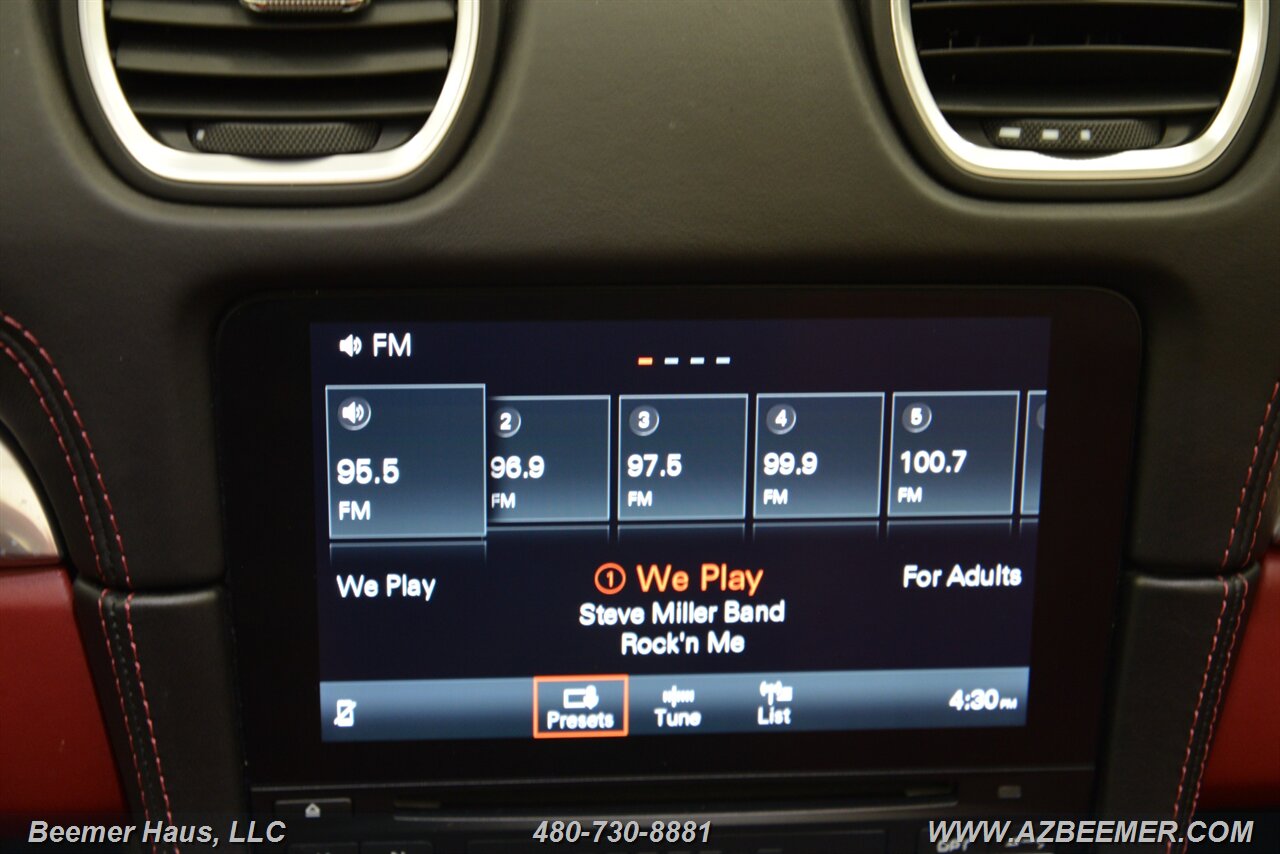 FM
2
3
4
5
95.5
96.9
97.5
99.9
100.7
FM
FM
FM
FM
FM
We Play
1 We Play
For Adults
Steve Miller Band
Rock'n Me
Presets
Tune
List
4:30 PM
Beemer Haus, LLC
480-730-8881
WWW.AZBEEMER.COM